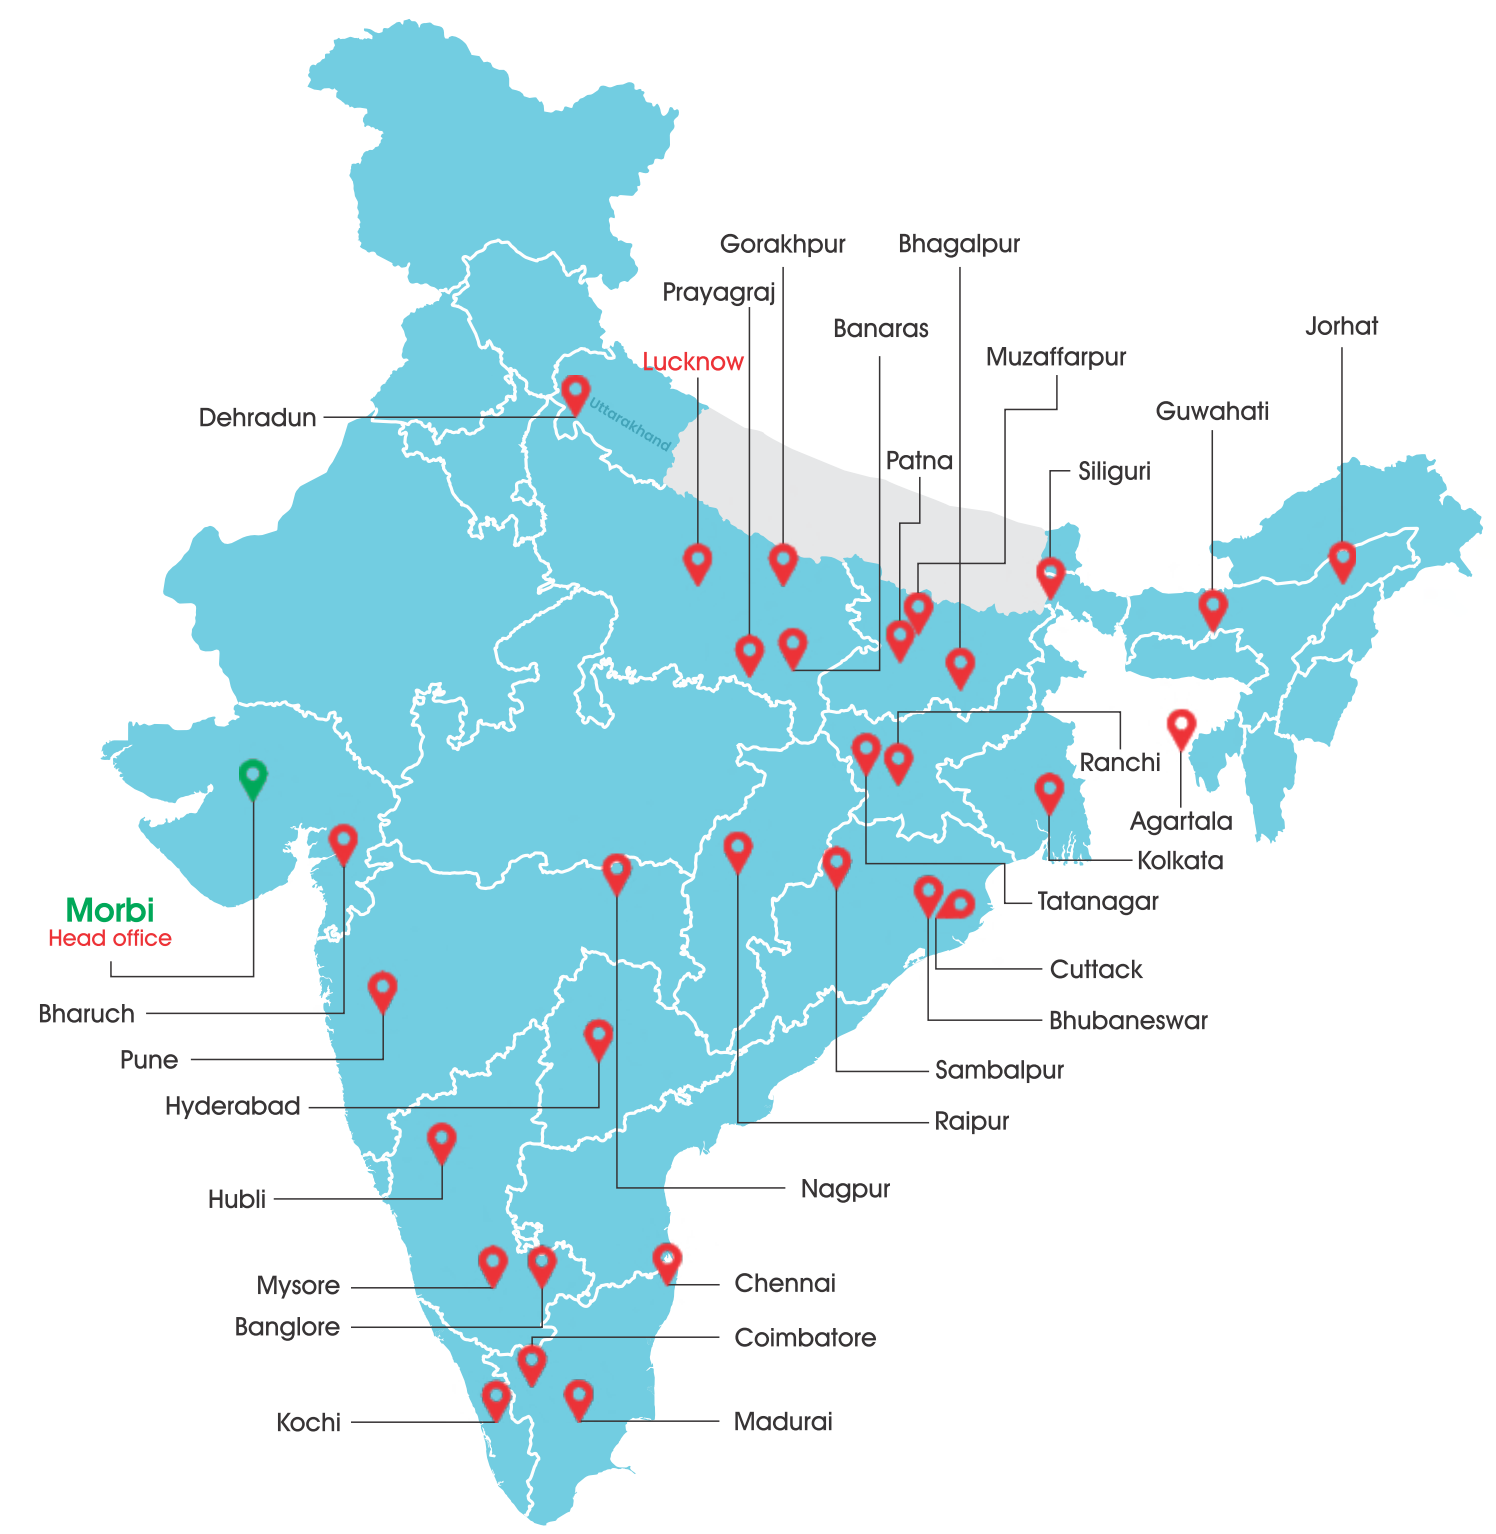 Gorakhpur
Bhagalpur
Prayagraj
Banaras
Jorhat
Muzaffarpur
Lucknow
Guwahati
Dehradun
Uttarakhand
Patna
Siliguri
Ranchi
Agartala
Kolkata
Tatanagar
Morbi
Head office
Cuttack
Bharuch
Bhubaneswar
Pune
Sambalpur
Hyderabad
Raipur
Nagpur
Hubli
Mysore
Chennai
Banglore
Coimbatore
Kochi
Madurai